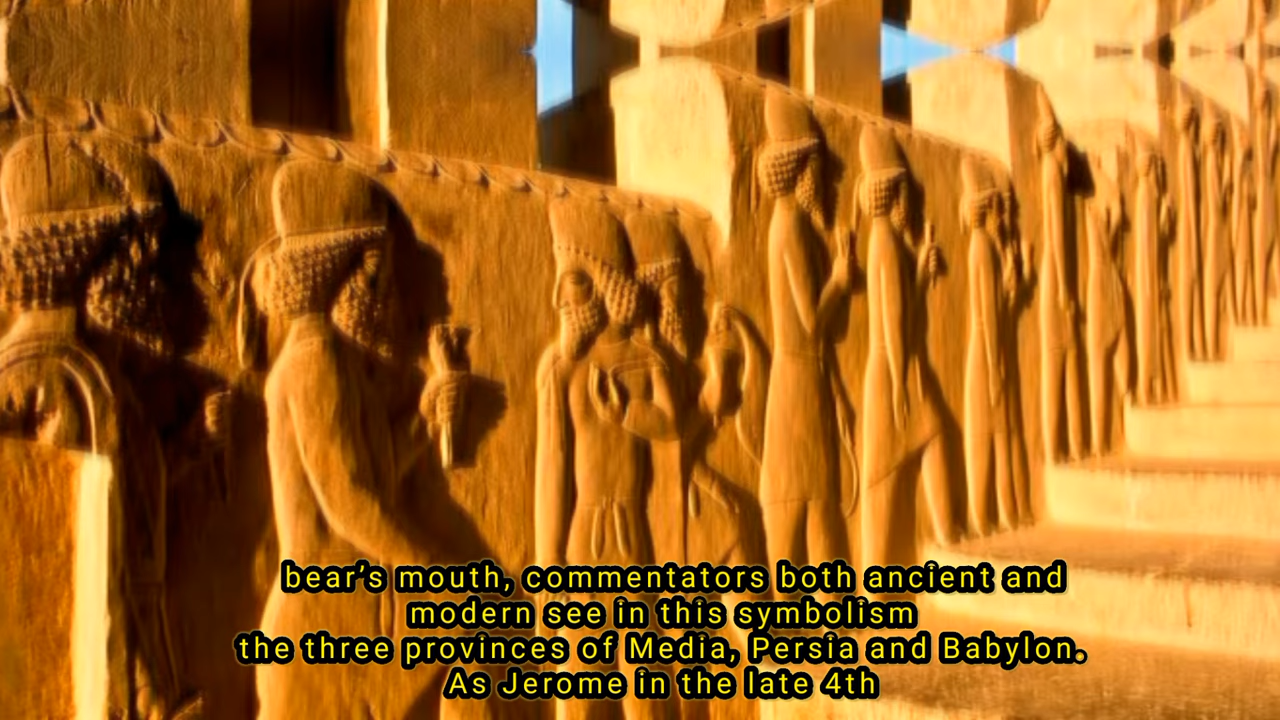 bear's mouth, commentators both ancient and
modern see in this symbolism
the three provinces of Media, Persia and Babylon.
As Jerome in the late 4th